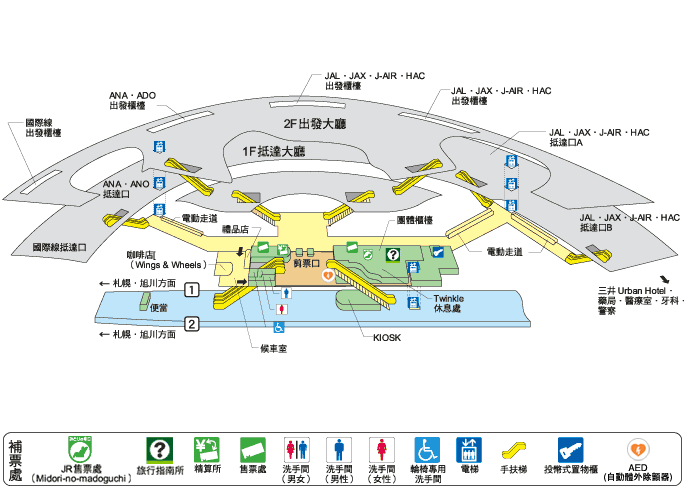 JAL・JAX・J-AIR・HAC
出發櫃檯
ANA・ADO
出發櫃檯
JAL・JAX・J-AIR・HAC
出發櫃檯
國際線
出發櫃檯
2F出發大廳
1F抵達大廳
JAL・JAX・J-AIR・HAC
抵達口A
ANA・ANO
抵達口
電動走道
團體櫃檯
JAL・JAX・J-AIR・HAC
抵達口B
禮品店
國際線抵達口
電動走道
咖啡店[
(Wings & Wheels)
剪票口
?
← 札幌・旭川方面
1
三井 Urban Hotel・
藥局・醫療室・牙科・
警察
便當
Twinkle
休息處
2
← 札幌・旭川方面
KIOSK
候車室
補票處
JR售票處
(Midori-no-madoguchi)
?
旅行指南所
¥
精算所
售票處
洗手間
(男女)
洗手間
(男性)
洗手間
(女性)
輪椅專用
洗手間
電梯
手扶梯
投幣式置物櫃
AED
(自動體外除顫器)